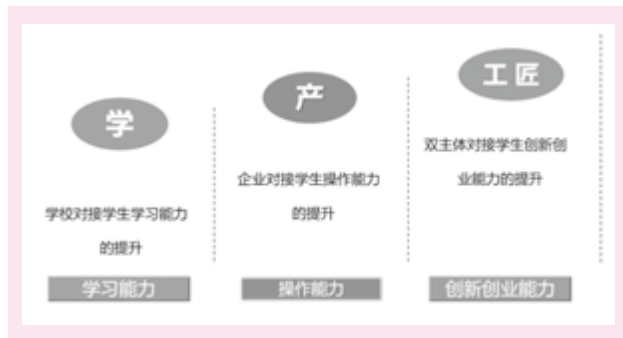 学
学校对接学生学习能力
的提升
学习能力
产
企业对接学生操作能力
的提升
操作能力
工匠
双主体对接学生创新创
业能力的提升
创新创业能力